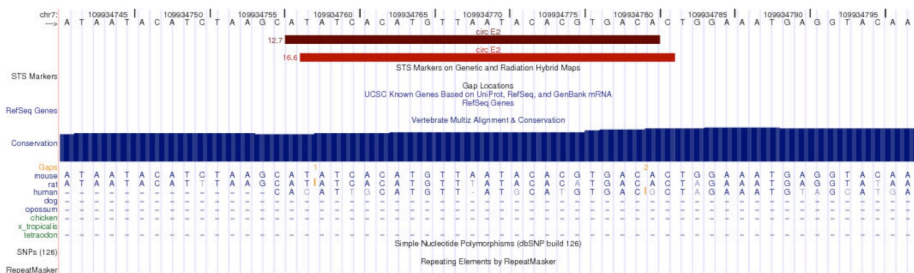 chr7: 109934745 109934750 109934755 109934760 109934765 109934770 109934775 109934780 109934785 109934790 109934795
---> A T A A T A C A T C T A A G C A T A T C A C A T G T T A A T A C A C G T G A C A C T G G A A A T G A G G T A C A A
circ E2
12.7
circ E2
16.6
STS Markers on Genetic and Radiation Hybrid Maps
STS Markers
Gap Locations
UCSC Known Genes Based on UniProt, RefSeq, and GenBank mRNA
RefSeq Genes
RefSeq Genes
Vertebrate Multiz Alignment & Conservation
Conservation
Gaps 1 2
mouse A T A A T A C A T C T A A G C A T A T C A C A T G T T A A T A C A C G T G A C A C T G G A A A T G A G G T A C A A
rat A T A A T A C A T T T A A G C A T A T C A C A T G T T T A T A C A C A T G A C A C T A G A A A T G A G G T A T A A
human - - - - - - - - - - - - - - - C A C A T T G C A T G T T - A T G C A T G T G A C G C T A G A A A T G T A G C A T G A
dog
opossum
chicken
x_tropicalis
tetraodon
Simple Nucleotide Polymorphisms (dbSNP build 126)
SNPs (126)
Repeating Elements by RepeatMasker
RepeatMasker